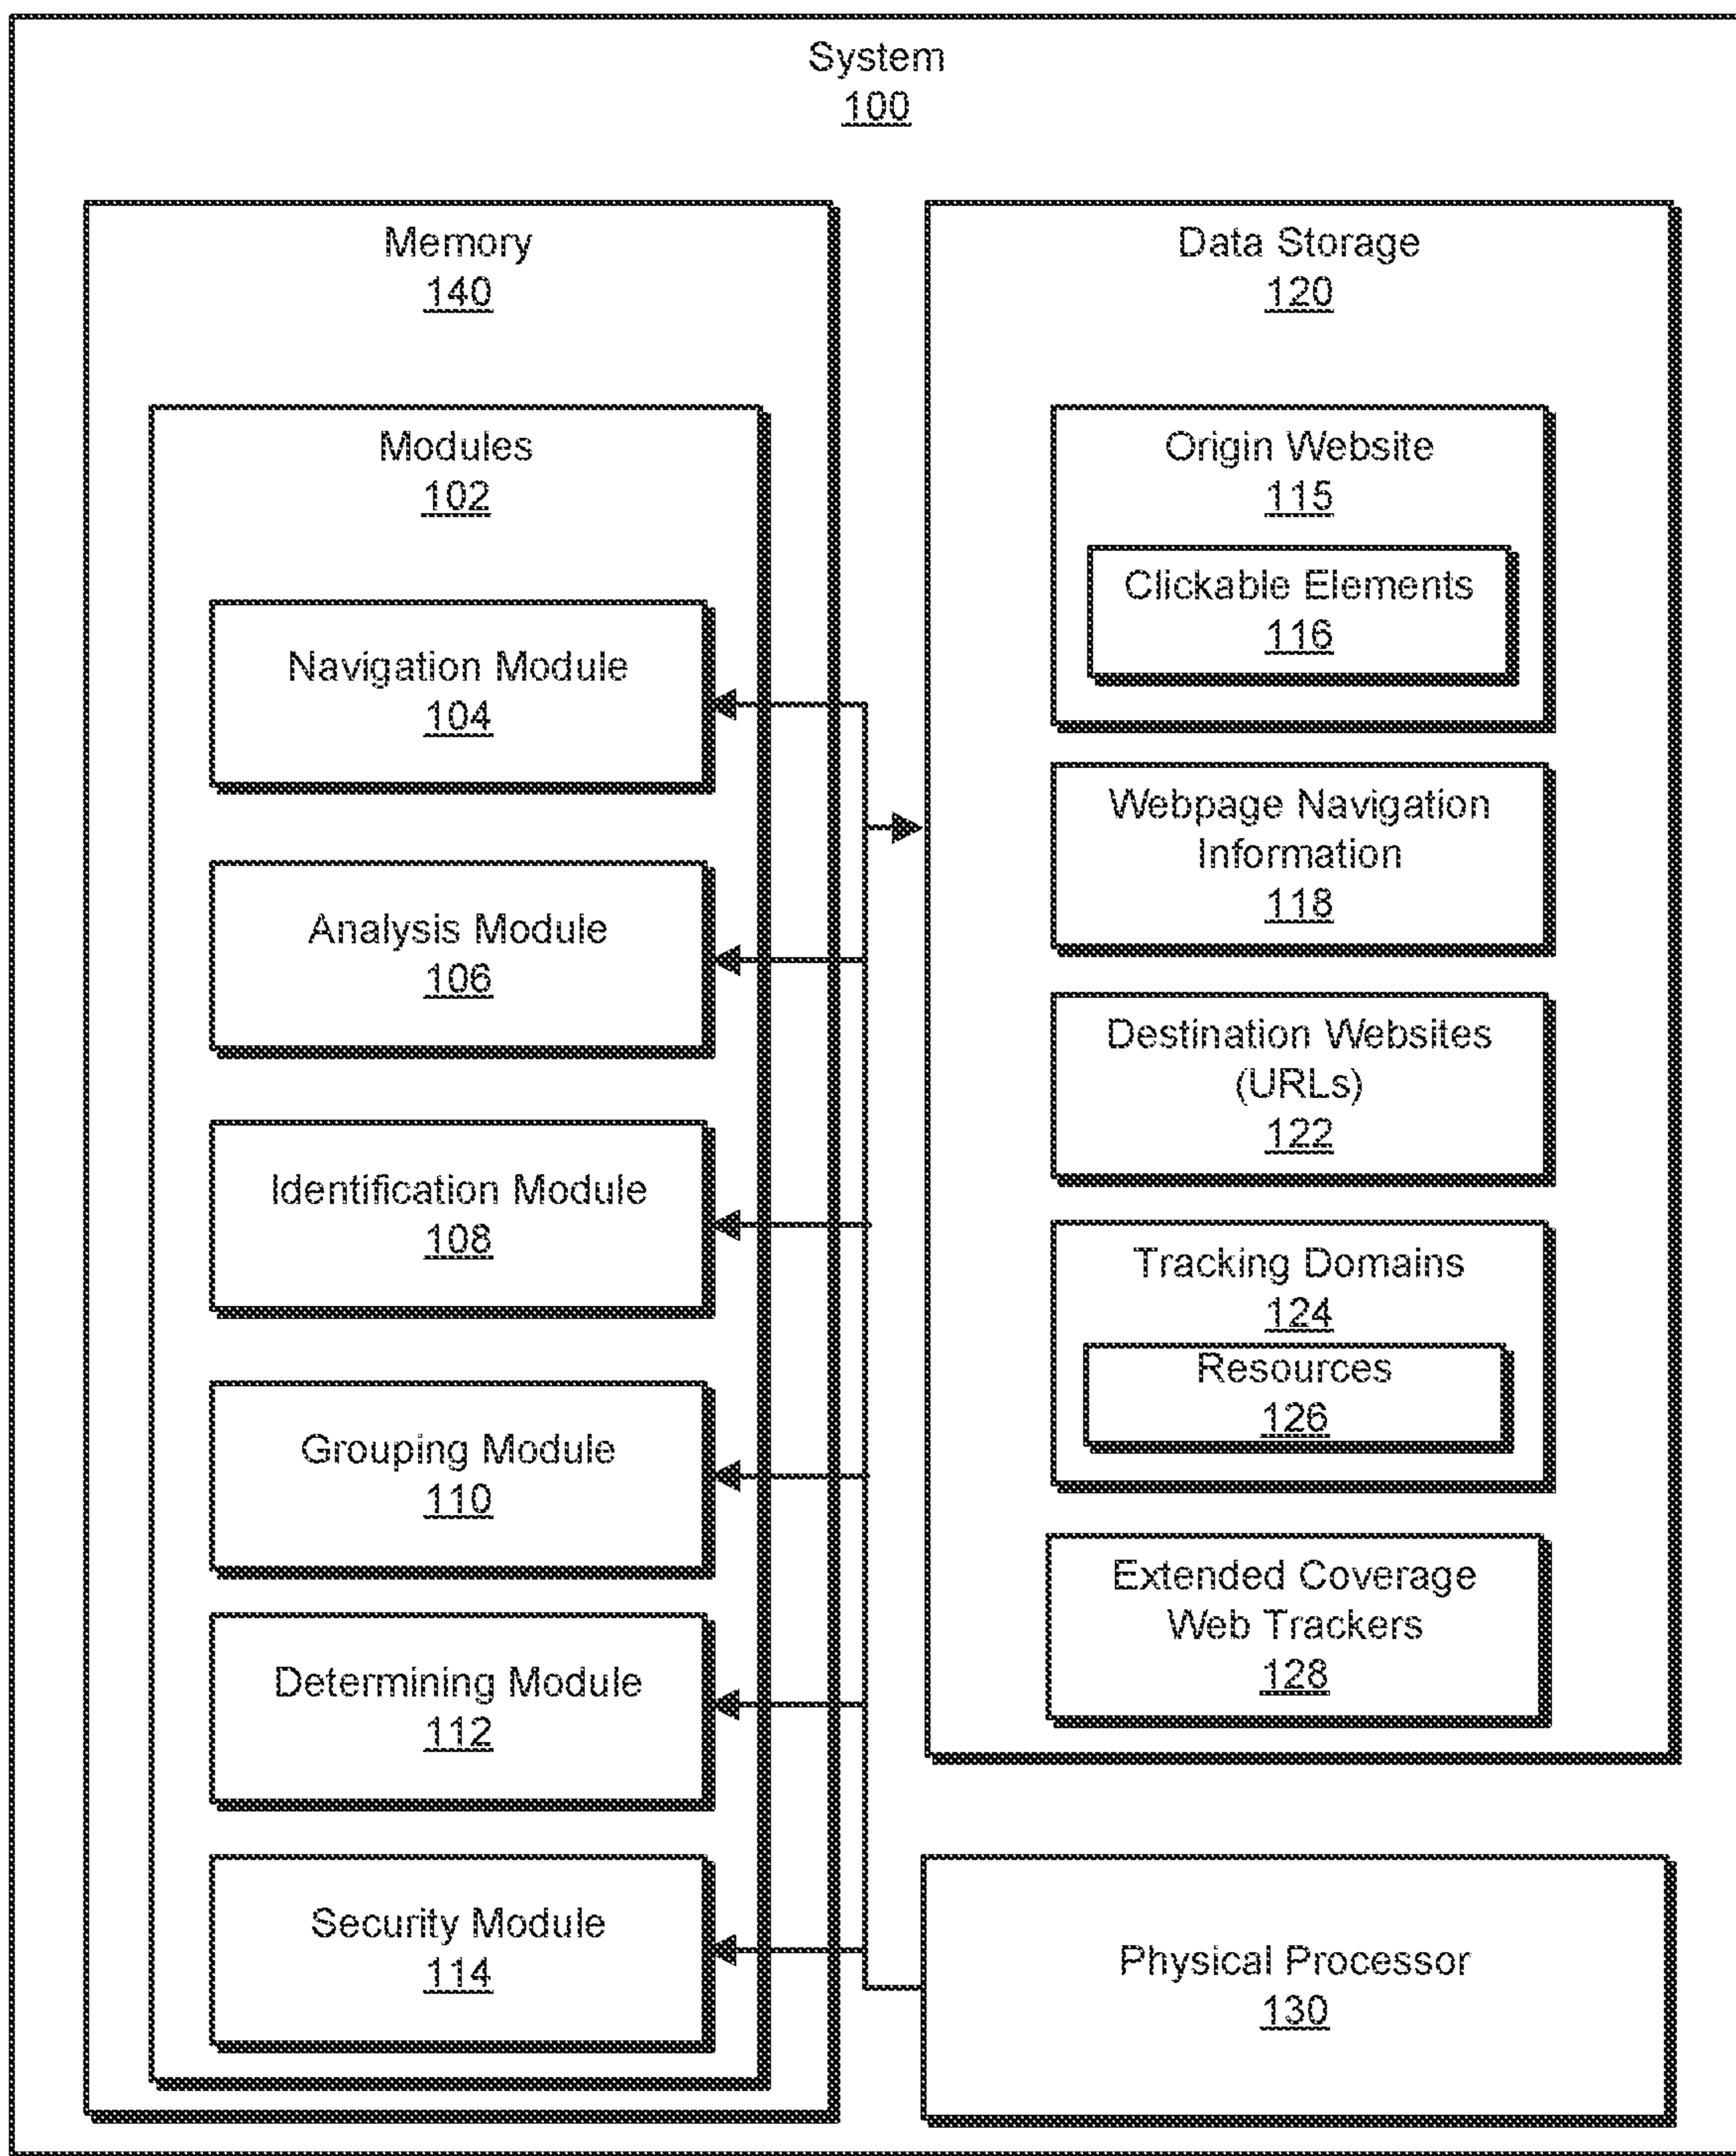 System
100
Memory
140
Modules
102
Navigation Module
104
Analysis Module
106
Identification Module
108
Grouping Module
110
Determining Module
112
Security Module
114
Data Storage
120
Origin Website
115
Clickable Elements
116
Webpage Navigation
Information
118
Destination Websites
(URLs)
122
Tracking Domains
124
Resources
126
Extended Coverage
Web Trackers
128
Physical Processor
130